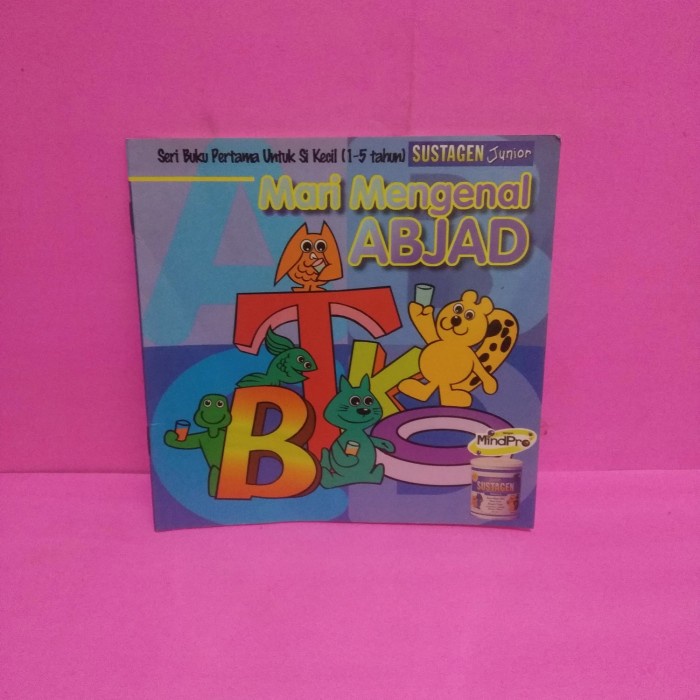 Seri Buku Pertama Untuk Si Kecil (1-5 tahun) SUSTAGEN Junior
Mari Mengenal
ABJAD
T
K
B
O
MindPro
SUSTAGEN